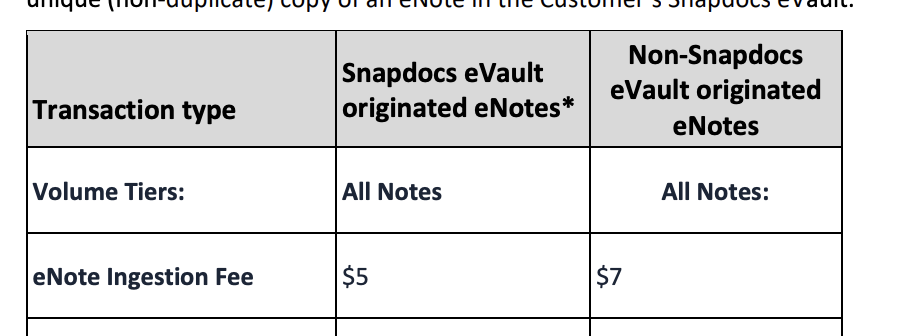 unique (non-duplicate) copy of an eNote in the Customer's Snapdocs eVault.
Transaction type
Snapdocs eVault
originated eNotes*
Non-Snapdocs
eVault originated
eNotes
Volume Tiers:
All Notes
All Notes:
eNote Ingestion Fee
$5
$7